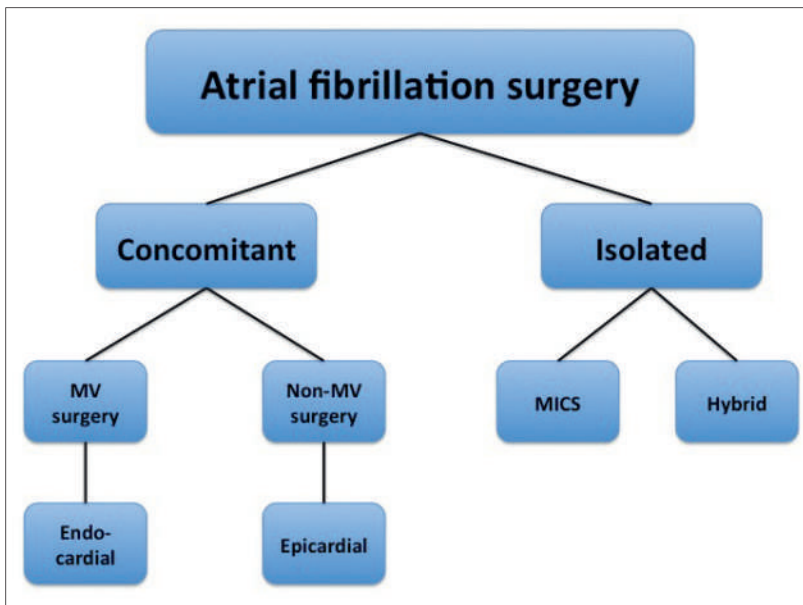 Atrial fibrillation surgery
Concomitant
Isolated
MV
surgery
Non-MV
surgery
MICS
Hybrid
Endo-
cardial
Epicardial